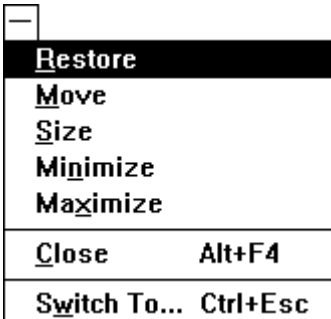 Restore
Move
Size
Minimize
Maximize
Close Alt+F4
Switch To... Ctrl+Esc